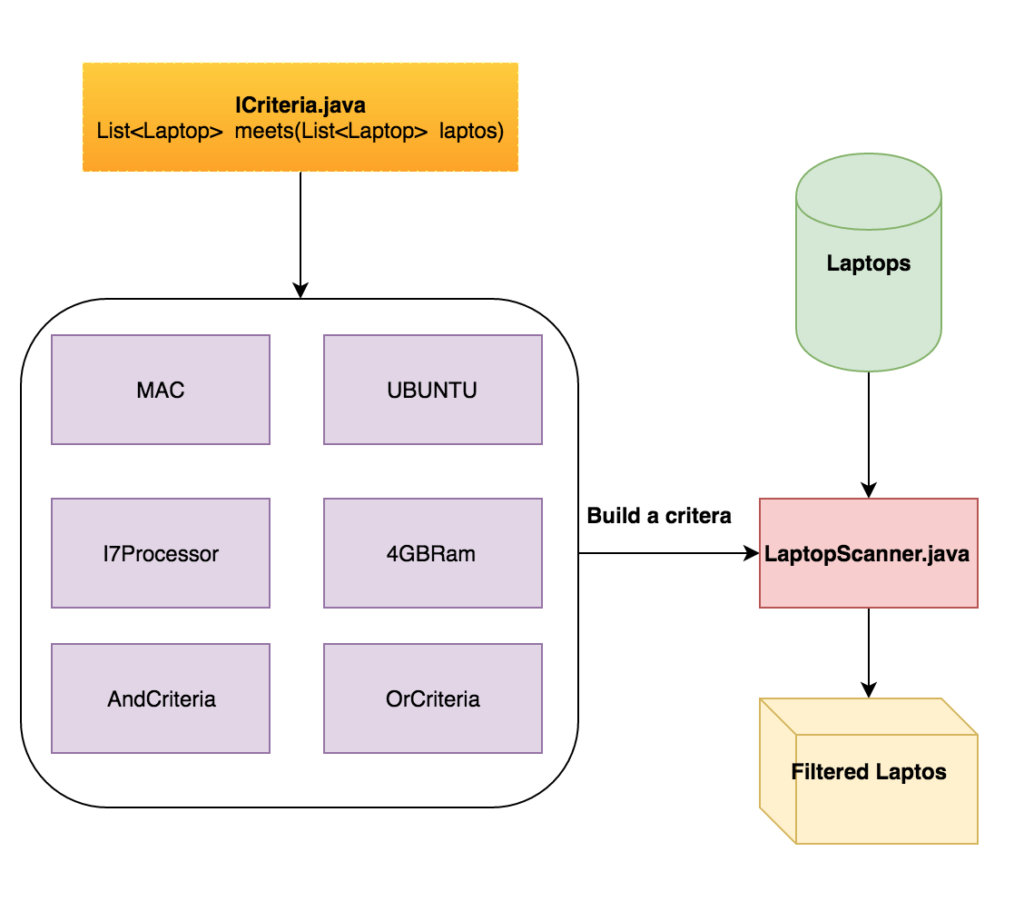 ICriteria.java
List<Laptop> meets(List<Laptop> laptos)
Laptops
MAC
UBUNTU
I7Processor
4GBRam
Build a critera
LaptopScanner.java
AndCriteria
OrCriteria
Filtered Laptos